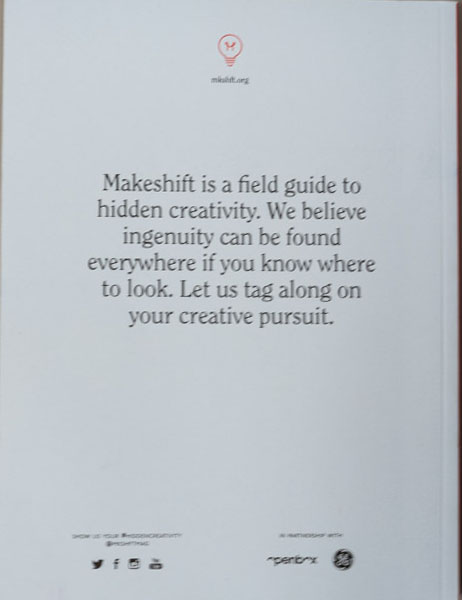 mkshft.org
Makeshift is a field guide to
hidden creativity. We believe
ingenuity can be found
everywhere if you know where
to look. Let us tag along on
your creative pursuit.
SHOW US YOUR #HIDDENCREATIVITY
@MKSHFTMAG
IN PARTNERSHIP WITH
GE